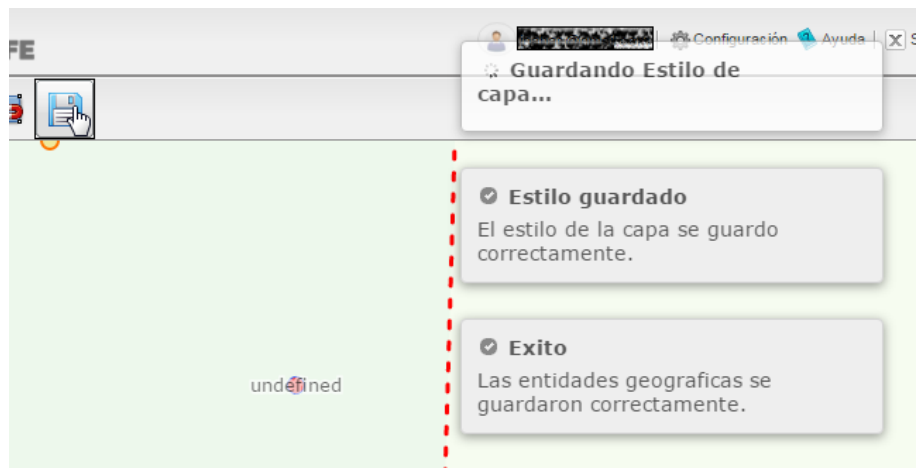 FE
Configuración
Ayuda
S
Guardando Estilo de
capa...
Estilo guardado
El estilo de la capa se guardo
correctamente.
undefined
Exito
Las entidades geograficas se
guardaron correctamente.